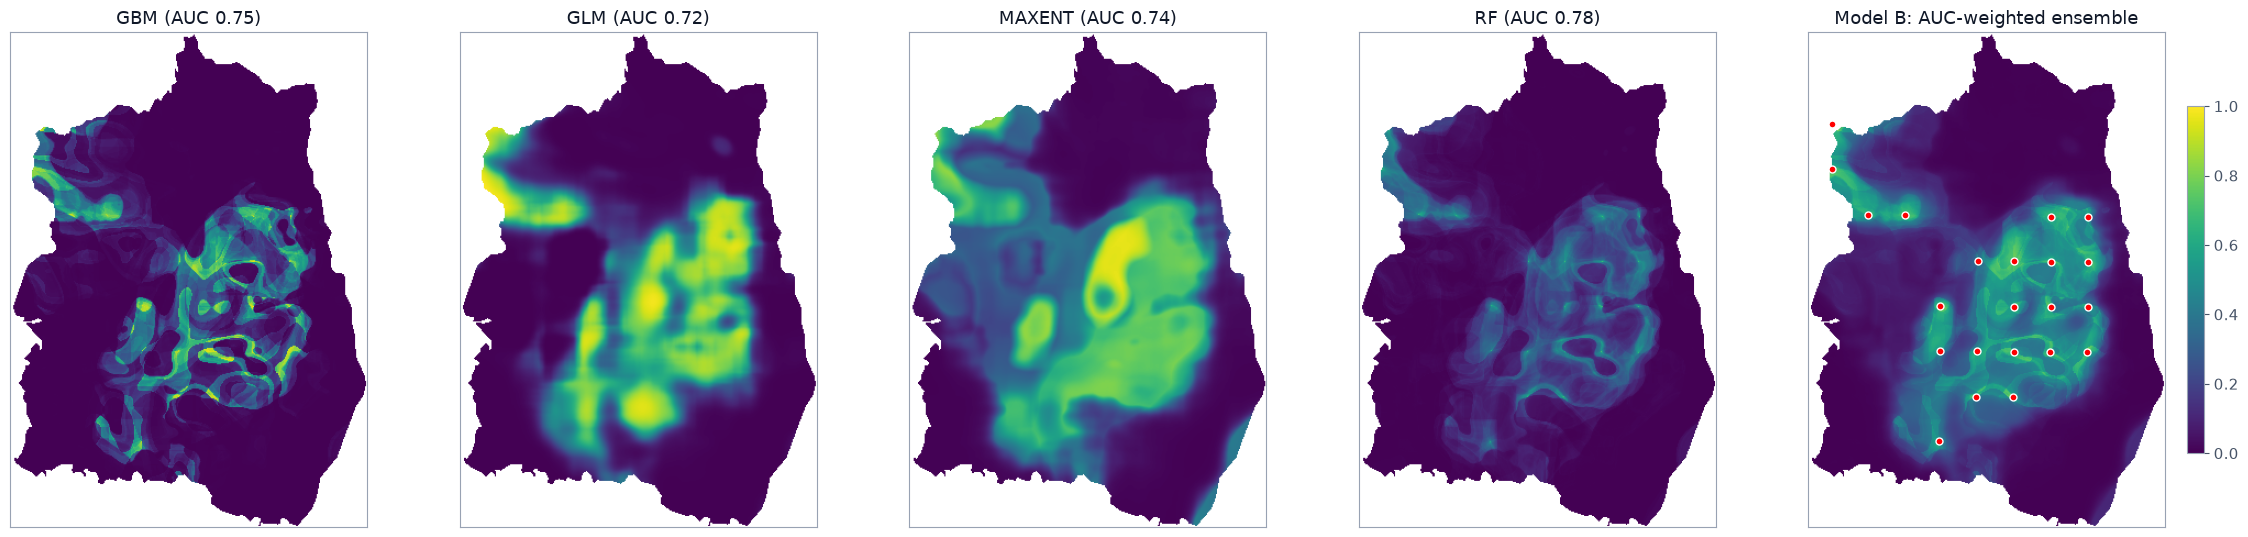 GBM (AUC 0.75)
GLM (AUC 0.72)
MAXENT (AUC 0.74)
RF (AUC 0.78)
Model B: AUC-weighted ensemble
1.0
0.8
0.6
0.4
0.2
0.0